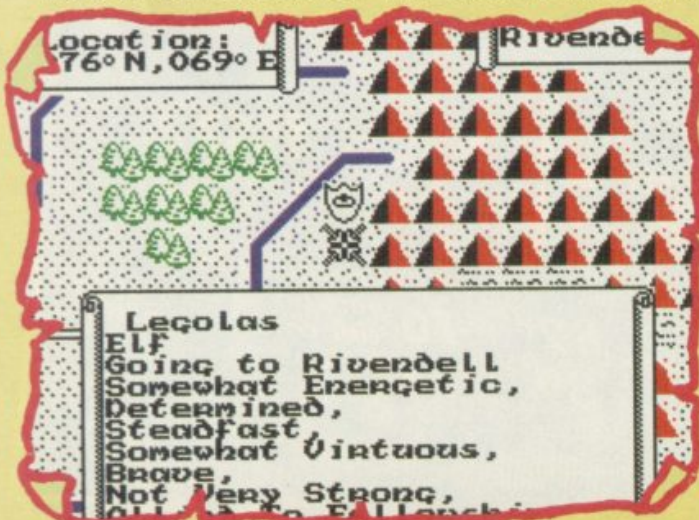 Location:
76° N, 069° E
Rivende
Legolas
Elf
Going to Rivendell
Somewhat Energetic,
Determined,
Steadfast,
Somewhat Virtuous,
Brave,
Not Very Strong,